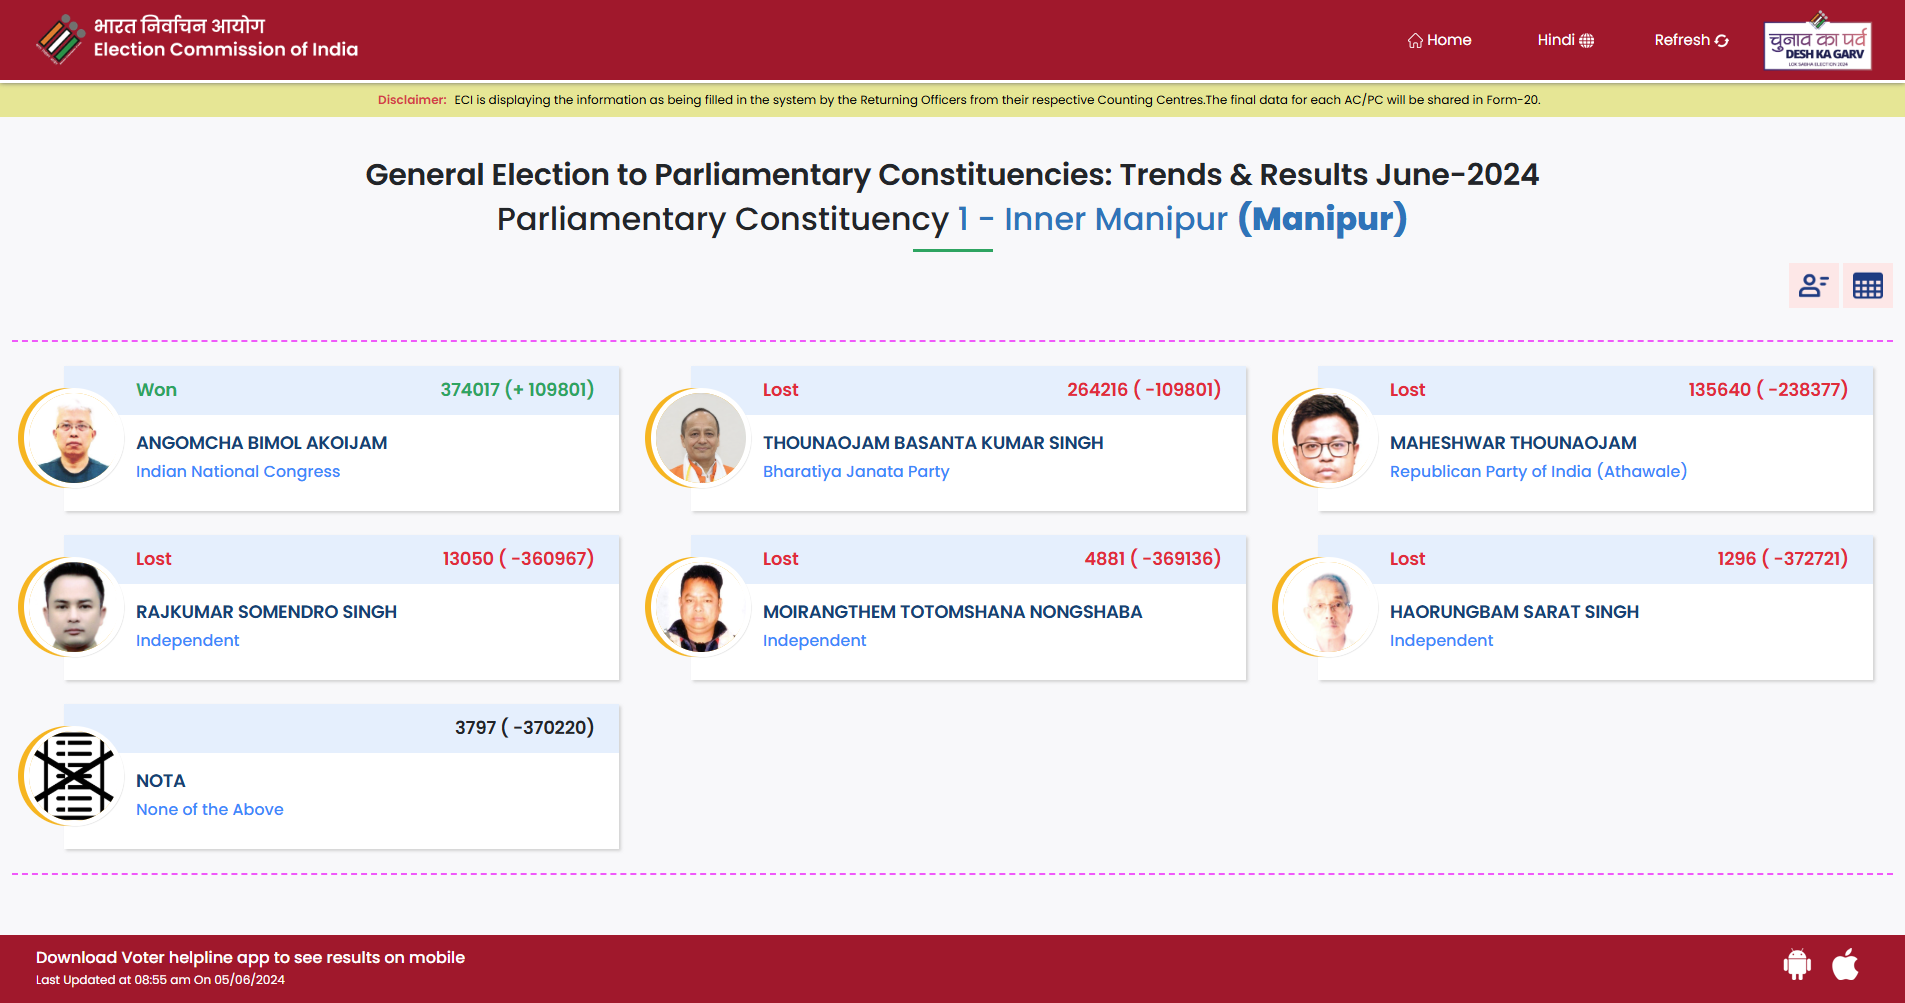 भारत निर्वाचन आयोग
Election Commission of India
Home
Hindi
Refresh
चुनाव का पर्व
DESH KA GARV
LOK SABHA ELECTION 2024
Disclaimer: ECI is displaying the information as being filled in the system by the Returning Officers from their respective Counting Centres.The final data for each AC/PC will be shared in Form-20.
General Election to Parliamentary Constituencies: Trends & Results June-2024
Parliamentary Constituency 1 - Inner Manipur (Manipur)
Won 374017 (+ 109801)
ANGOMCHA BIMOL AKOIJAM
Indian National Congress
Lost 264216 ( -109801)
THOUNAOJAM BASANTA KUMAR SINGH
Bharatiya Janata Party
Lost 135640 ( -238377)
MAHESHWAR THOUNAOJAM
Republican Party of India (Athawale)
Lost 13050 ( -360967)
RAJKUMAR SOMENDRO SINGH
Independent
Lost 4881 ( -369136)
MOIRANGTHEM TOTOMSHANA NONGSHABA
Independent
Lost 1296 ( -372721)
HAORUNGBAM SARAT SINGH
Independent
3797 ( -370220)
NOTA
None of the Above
Download Voter helpline app to see results on mobile
Last Updated at 08:55 am On 05/06/2024